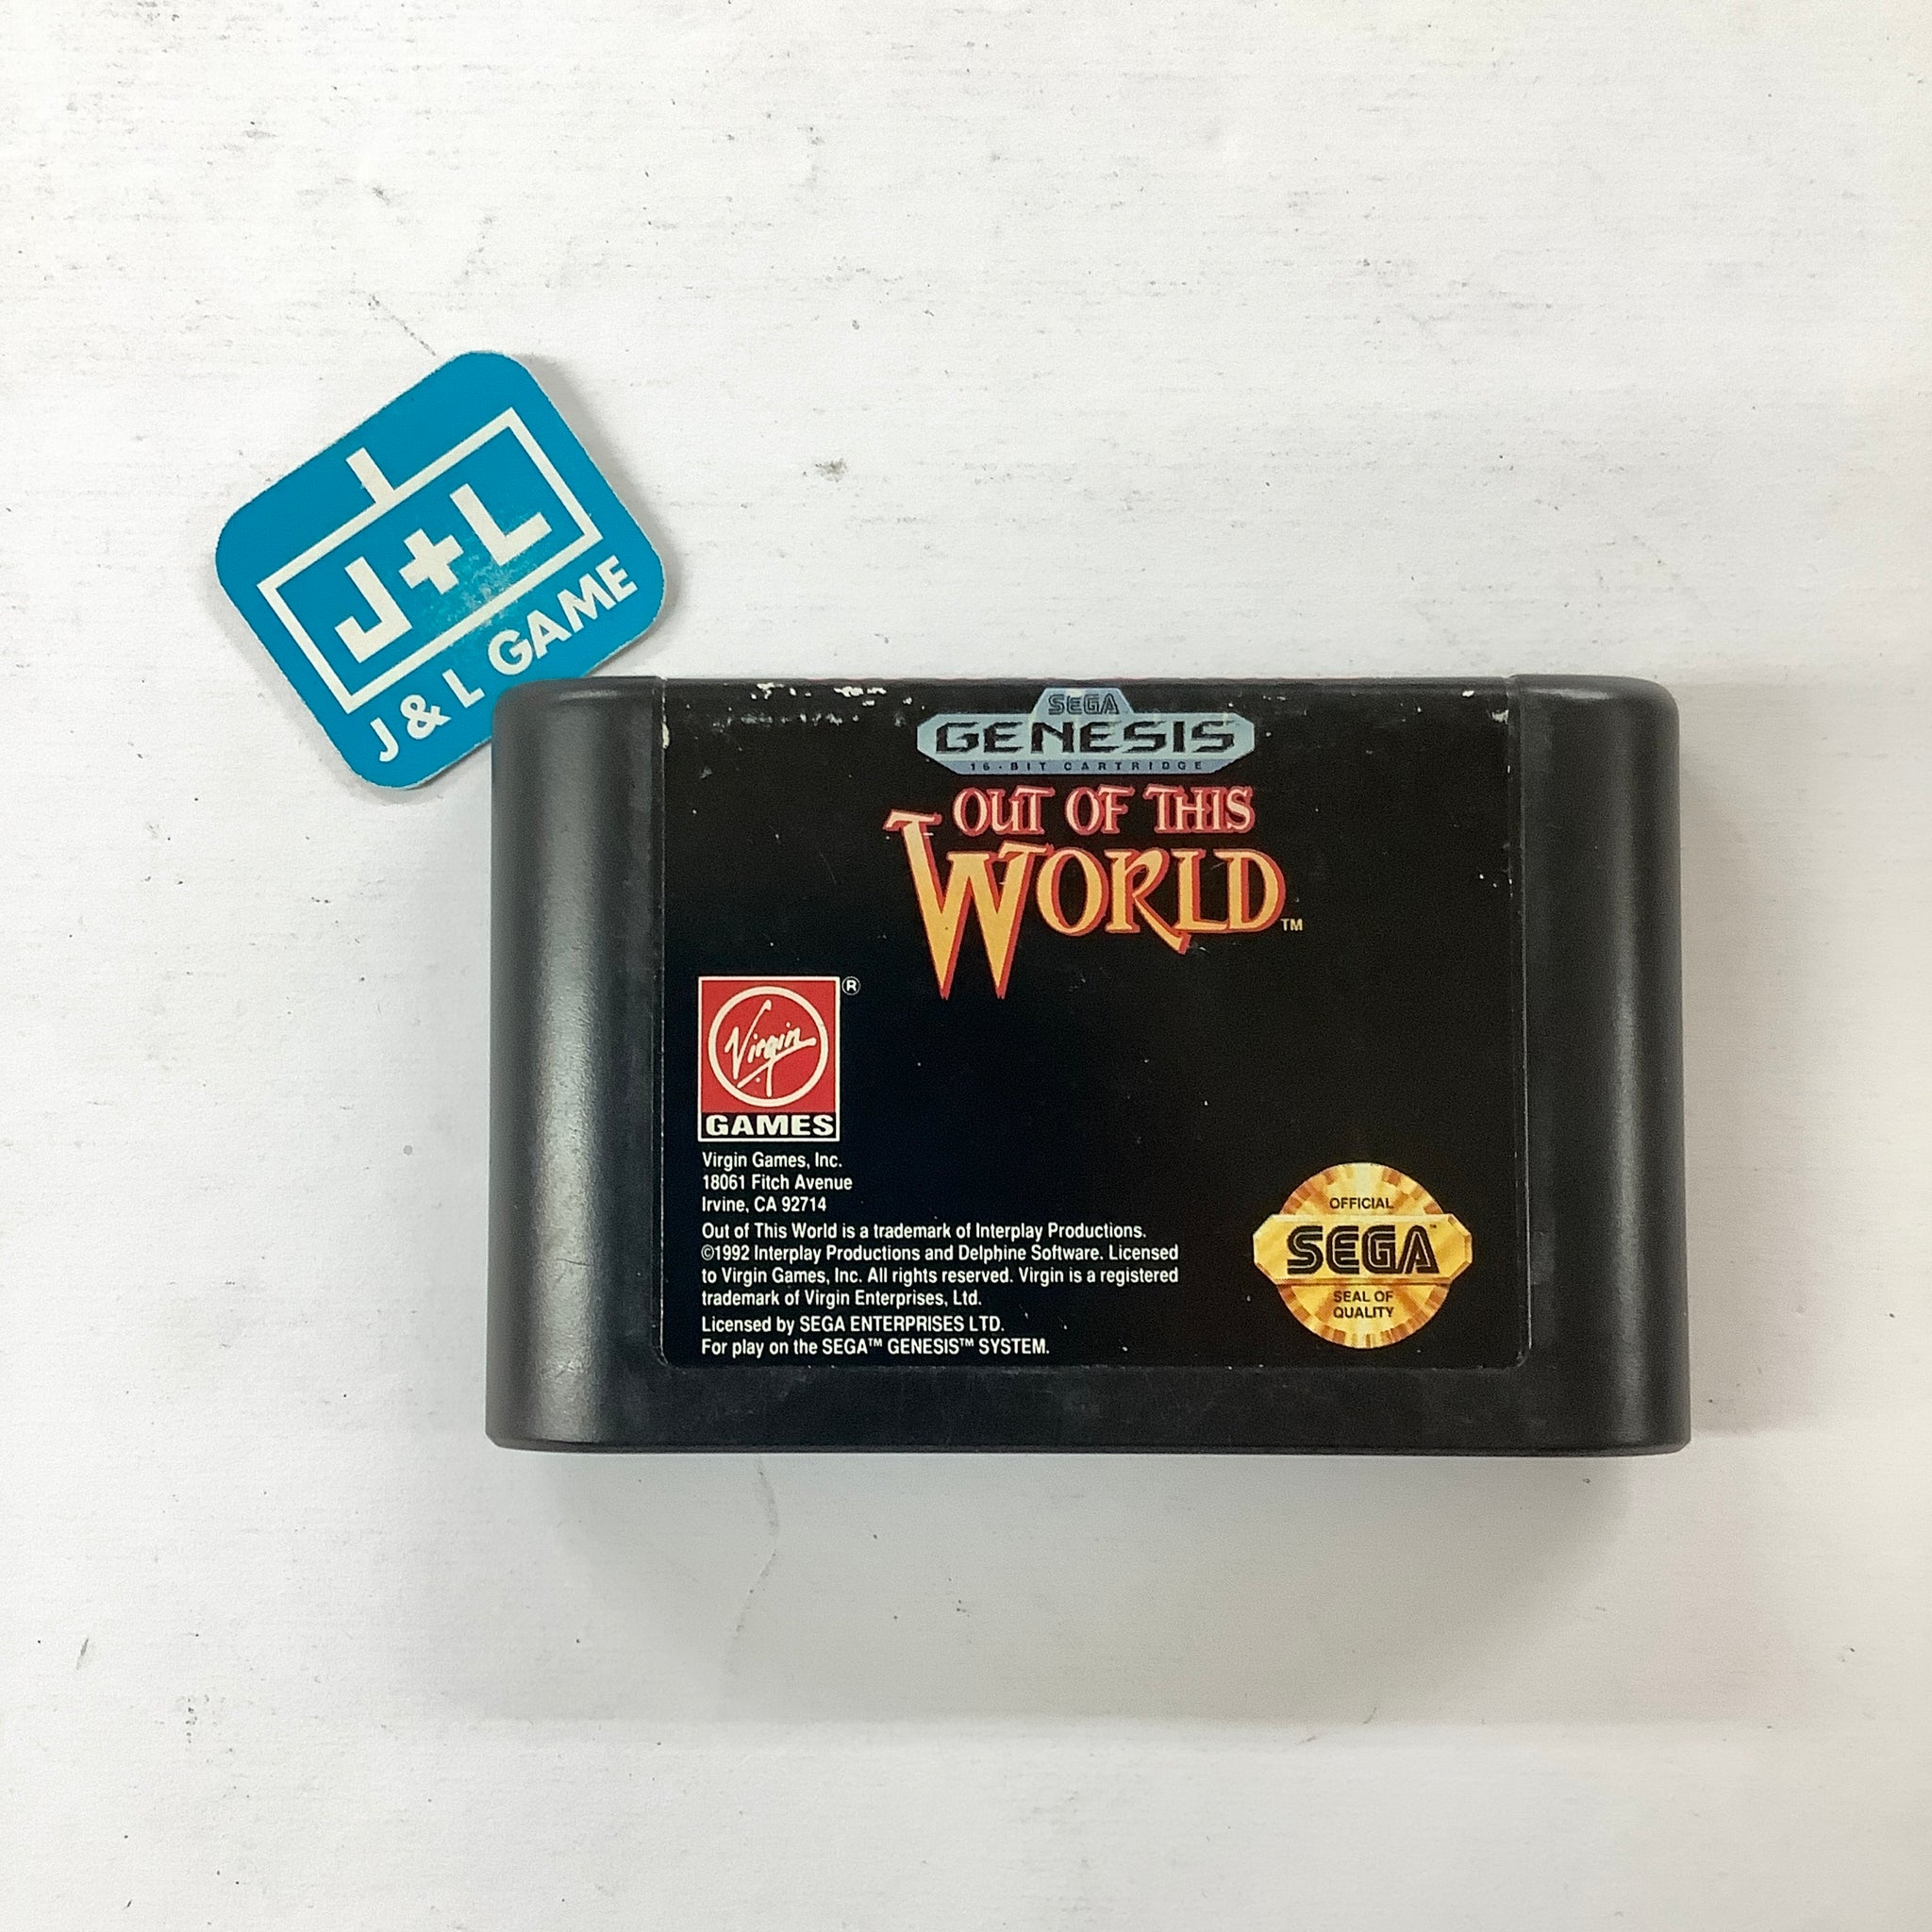 J+L
J & L GAME
SEGA
GENESIS
16-BIT CARTRIDGE
OUT OF THIS
WORLD™
Virgin®
GAMES
Virgin Games, Inc.
18061 Fitch Avenue
Irvine, CA 92714
Out of This World is a trademark of Interplay Productions.
©1992 Interplay Productions and Delphine Software. Licensed
to Virgin Games, Inc. All rights reserved. Virgin is a registered
trademark of Virgin Enterprises, Ltd.
Licensed by SEGA ENTERPRISES LTD.
For play on the SEGA™ GENESIS™ SYSTEM.
OFFICIAL
SEGA™
SEAL OF
QUALITY